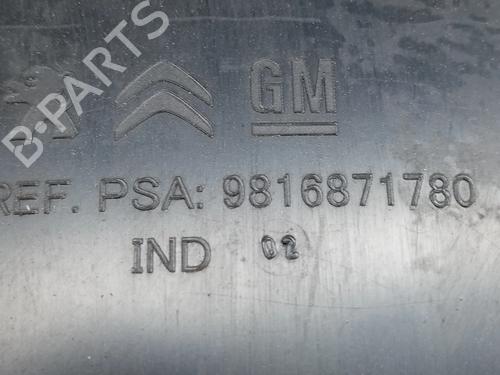 B-PARTS
GM
REF. PSA: 9816871780
IND 02